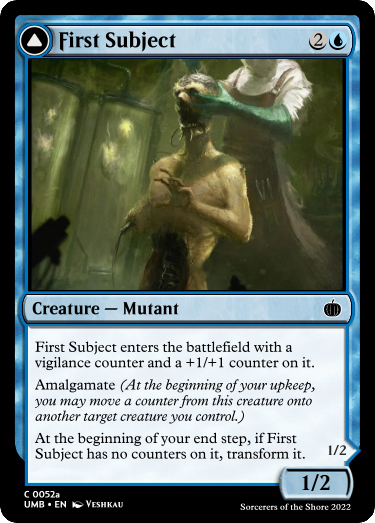 First Subject 2
Creature — Mutant
First Subject enters the battlefield with a
vigilance counter and a +1/+1 counter on it.
Amalgamate (At the beginning of your upkeep,
you may move a counter from this creature onto
another target creature you control.)
At the beginning of your end step, if First
Subject has no counters on it, transform it.
1/2
1/2
C 0052a
UMB • EN Veshkau
Sorcerers of the Shore 2022